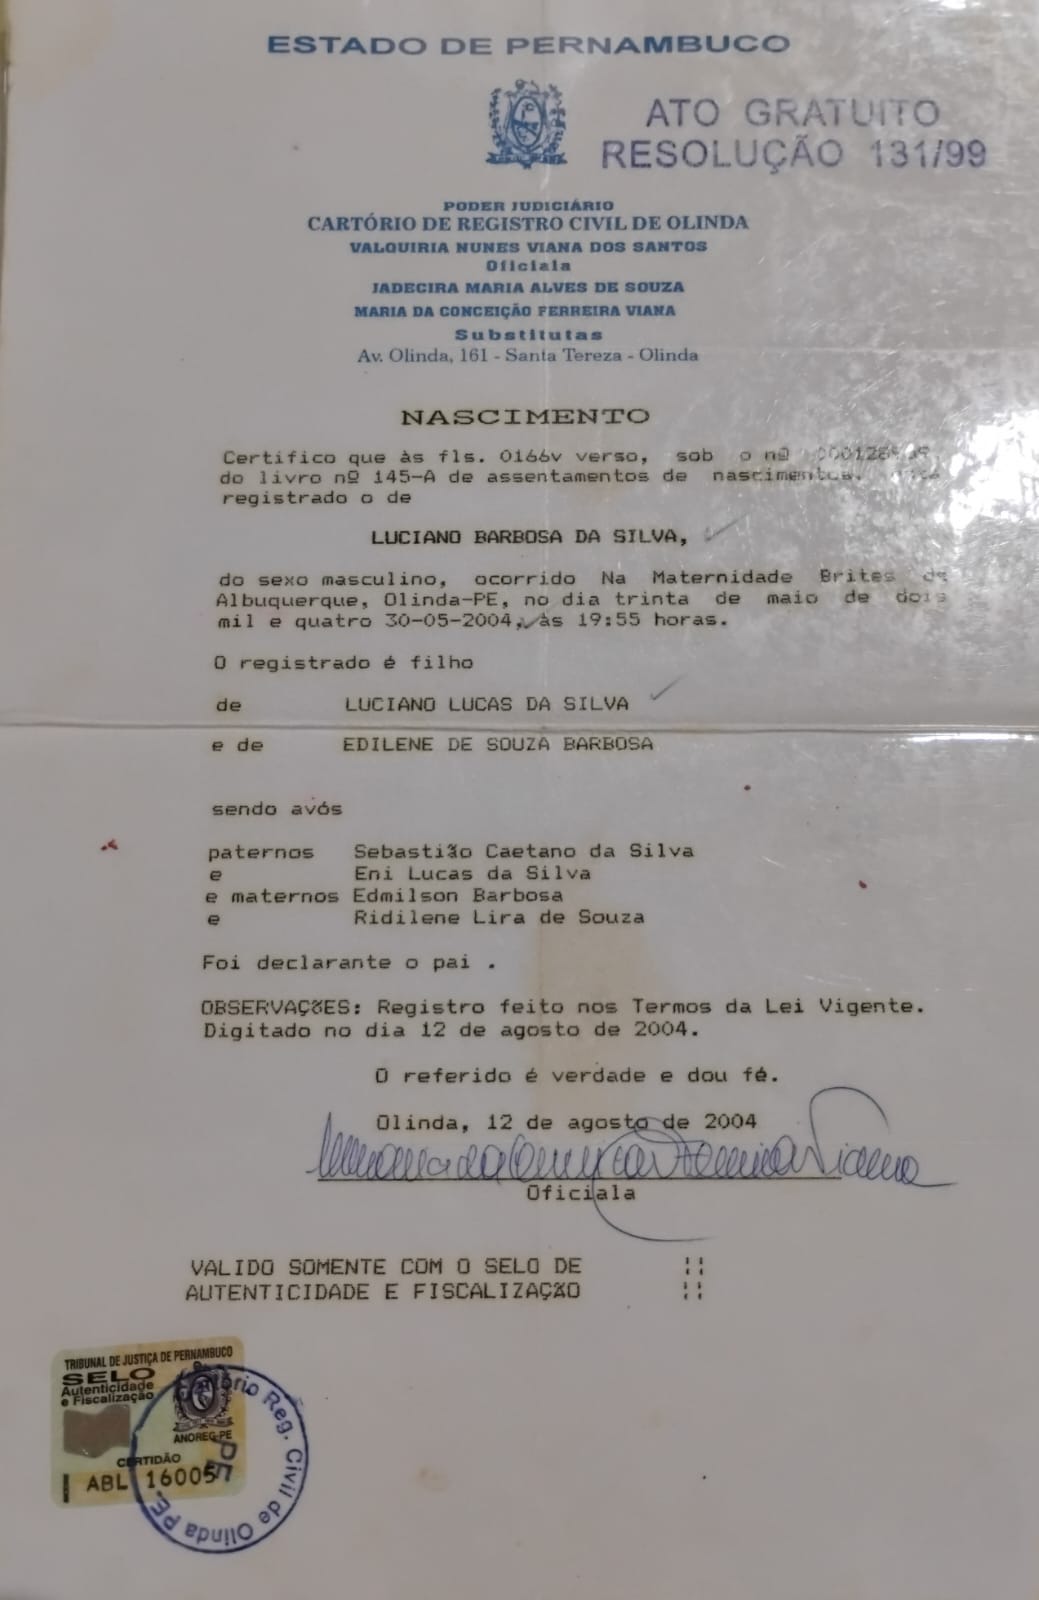 ESTADO DE PERNAMBUCO
ATO GRATUITO
RESOLUÇÃO 131/99
PODER JUDICIÁRIO
CARTÓRIO DE REGISTRO CIVIL DE OLINDA
VALQUIRIA NUNES VIANA DOS SANTOS
Oficiala
JADECIRA MARIA ALVES DE SOUZA
MARIA DA CONCEIÇÃO FERREIRA VIANA
Substitutas
Av. Olinda, 161 - Santa Tereza - Olinda
NASCIMENTO
Certifico que às fls. 0166v verso, sob o nº
do livro nº 145-A de assentamentos de nascimentos,
registrado o de
LUCIANO BARBOSA DA SILVA,
do sexo masculino, ocorrido Na Maternidade Brites de
Albuquerque, Olinda-PE, no dia trinta de maio de dois
mil e quatro 30-05-2004, às 19:55 horas.
O registrado é filho
de LUCIANO LUCAS DA SILVA
e de EDILENE DE SOUZA BARBOSA
sendo avós
paternos Sebastião Caetano da Silva
e Eni Lucas da Silva
e maternos Edmilson Barbosa
e Ridilene Lira de Souza
Foi declarante o pai .
OBSERVAÇÕES: Registro feito nos Termos da Lei Vigente.
Digitado no dia 12 de agosto de 2004.
O referido é verdade e dou fé.
Olinda, 12 de agosto de 2004
Oficiala
VALIDO SOMENTE COM O SELO DE ¦¦
AUTENTICIDADE E FISCALIZAÇÃO ¦¦
TRIBUNAL DE JUSTIÇA DE PERNAMBUCO
SELO
Autenticidade
e Fiscalização
ANOREG-PE
CERTIDÃO
ABL 16005
Cartório Reg. Civil de Olinda PE.
PE